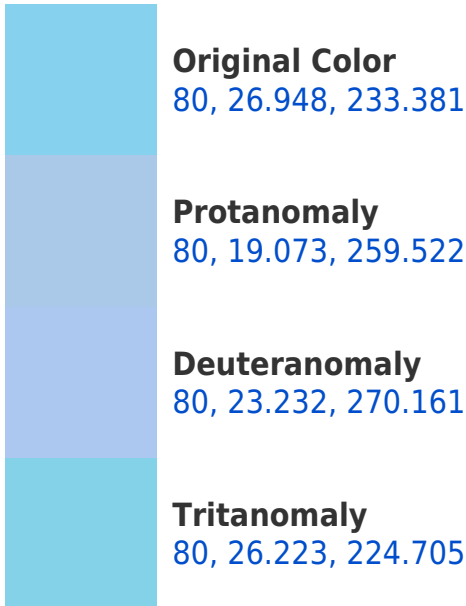 Original Color
80, 26.948, 233.381
Protanomaly
80, 19.073, 259.522
Deuteranomaly
80, 23.232, 270.161
Tritanomaly
80, 26.223, 224.705